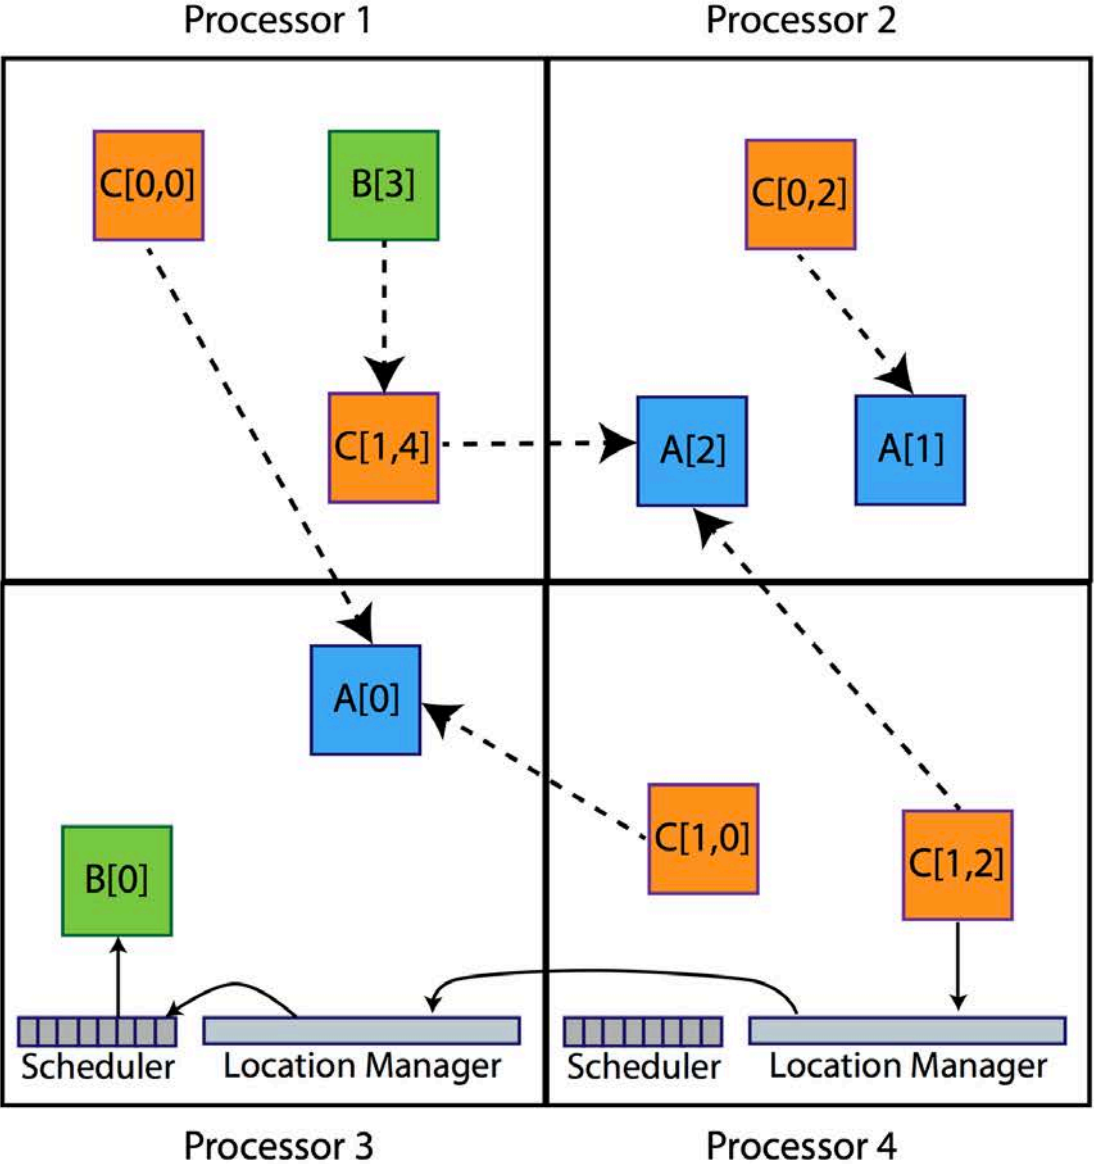 Processor 1
Processor 2
C[0,0]
B[3]
C[0,2]
C[1,4]
A[2]
A[1]
A[0]
C[1,0]
C[1,2]
B[0]
Scheduler
Location Manager
Scheduler
Location Manager
Processor 3
Processor 4